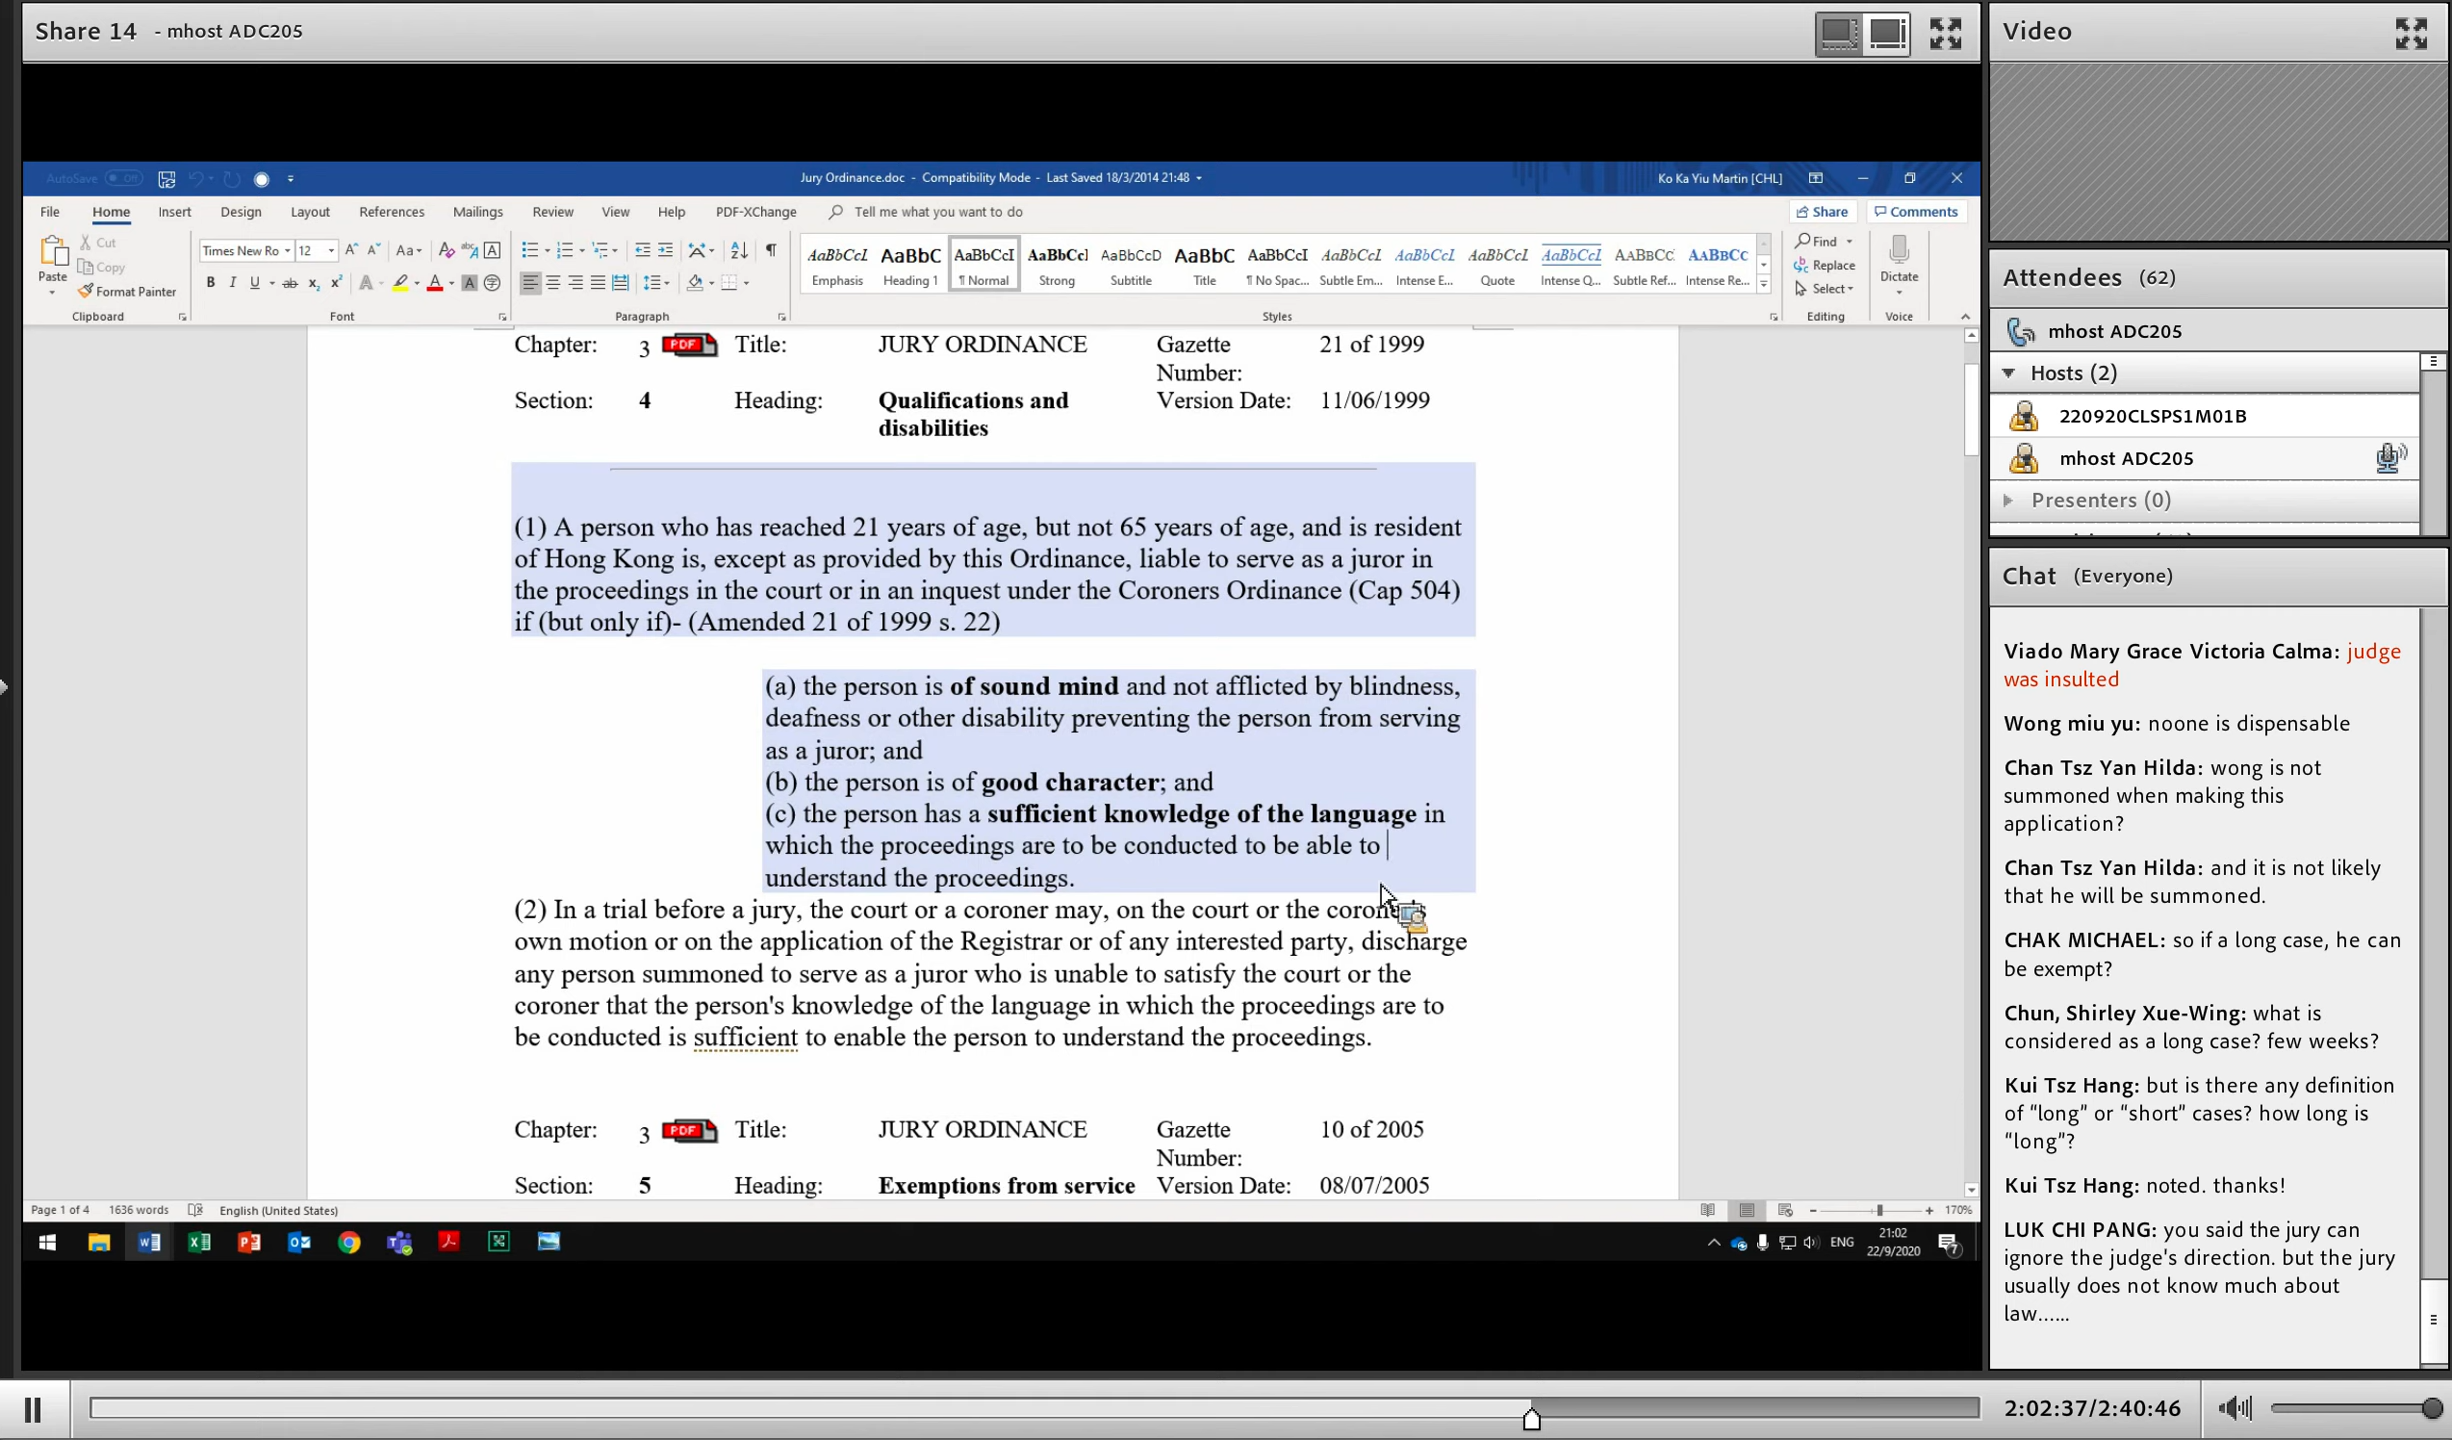 Share 14 - mhost ADC205
Video
AutoSave Off
Jury Ordinance.doc - Compatibility Mode - Last Saved 18/3/2014 21:48
Ko Ka Yiu Martin [CHL]
File Home Insert Design Layout References Mailings Review View Help PDF-XChange Tell me what you want to do
Share Comments
Paste
Cut
Copy
Format Painter
Clipboard
Times New Ro 12
Font
Paragraph
AaBbCcI AaBbC AaBbCcI AaBbCcI AaBbCcD AaBbC AaBbCcI AaBbCcI AaBbCcI AaBbCcI AaBbCcI AABBCC AABBCC
Emphasis Heading 1 ¶ Normal Strong Subtitle Title ¶ No Spac... Subtle Em... Intense E... Quote Intense Q... Subtle Ref... Intense Re...
Styles
Find
Replace
Select
Editing
Dictate
Voice
Chapter: 3 PDF Title: JURY ORDINANCE Gazette Number: 21 of 1999
Section: 4 Heading: Qualifications and disabilities Version Date: 11/06/1999
(1) A person who has reached 21 years of age, but not 65 years of age, and is resident
of Hong Kong is, except as provided by this Ordinance, liable to serve as a juror in
the proceedings in the court or in an inquest under the Coroners Ordinance (Cap 504)
if (but only if)- (Amended 21 of 1999 s. 22)
(a) the person is of sound mind and not afflicted by blindness,
deafness or other disability preventing the person from serving
as a juror; and
(b) the person is of good character; and
(c) the person has a sufficient knowledge of the language in
which the proceedings are to be conducted to be able to
understand the proceedings.
(2) In a trial before a jury, the court or a coroner may, on the court or the coroner's
own motion or on the application of the Registrar or of any interested party, discharge
any person summoned to serve as a juror who is unable to satisfy the court or the
coroner that the person's knowledge of the language in which the proceedings are to
be conducted is sufficient to enable the person to understand the proceedings.
Chapter: 3 PDF Title: JURY ORDINANCE Gazette Number: 10 of 2005
Section: 5 Heading: Exemptions from service Version Date: 08/07/2005
Page 1 of 4 1636 words English (United States)
170%
ENG
21:02
22/9/2020
7
Attendees (62)
mhost ADC205
Hosts (2)
220920CLSPS1M01B
mhost ADC205
Presenters (0)
Chat (Everyone)
Viado Mary Grace Victoria Calma: judge
was insulted
Wong miu yu: noone is dispensable
Chan Tsz Yan Hilda: wong is not
summoned when making this
application?
Chan Tsz Yan Hilda: and it is not likely
that he will be summoned.
CHAK MICHAEL: so if a long case, he can
be exempt?
Chun, Shirley Xue-Wing: what is
considered as a long case? few weeks?
Kui Tsz Hang: but is there any definition
of "long" or "short" cases? how long is
"long"?
Kui Tsz Hang: noted. thanks!
LUK CHI PANG: you said the jury can
ignore the judge's direction. but the jury
usually does not know much about
law......
2:02:37/2:40:46